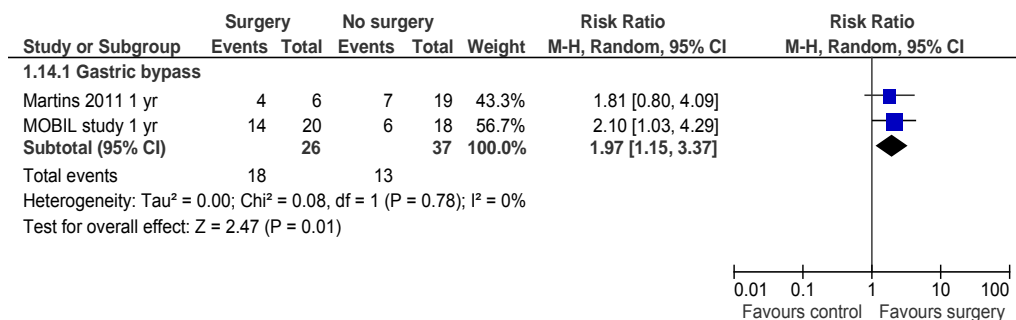 Surgery No surgery Risk Ratio Risk Ratio
Study or Subgroup Events Total Events Total Weight M-H, Random, 95% CI M-H, Random, 95% CI
1.14.1 Gastric bypass
Martins 2011 1 yr 4 6 7 19 43.3% 1.81 [0.80, 4.09]
MOBIL study 1 yr 14 20 6 18 56.7% 2.10 [1.03, 4.29]
Subtotal (95% CI) 26 37 100.0% 1.97 [1.15, 3.37]
Total events 18 13
Heterogeneity: Tau² = 0.00; Chi² = 0.08, df = 1 (P = 0.78); I² = 0%
Test for overall effect: Z = 2.47 (P = 0.01)
0.01 0.1 1 10 100
Favours control Favours surgery